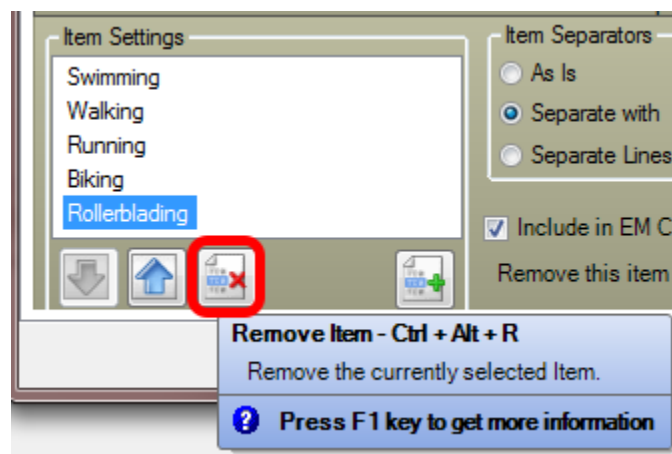 Item Settings
Swimming
Walking
Running
Biking
Rollerblading
Item Separators
As Is
Separate with
Separate Lines
Include in EM C
Remove this item
Remove Item - Ctrl + Alt + R
Remove the currently selected Item.
Press F1 key to get more information